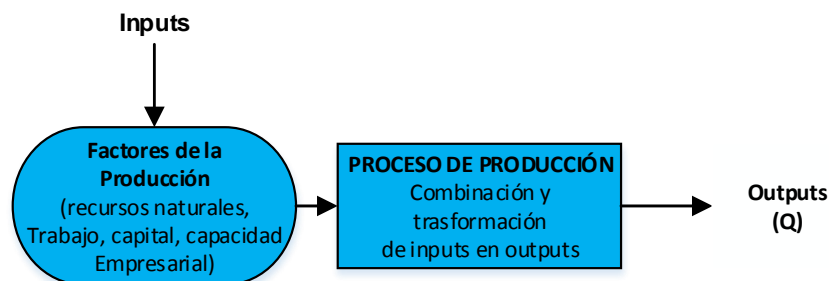 Inputs
Factores de la
Producción
(recursos naturales,
Trabajo, capital, capacidad
Empresarial)
PROCESO DE PRODUCCIÓN
Combinación y
trasformación
de inputs en outputs
Outputs
(Q)